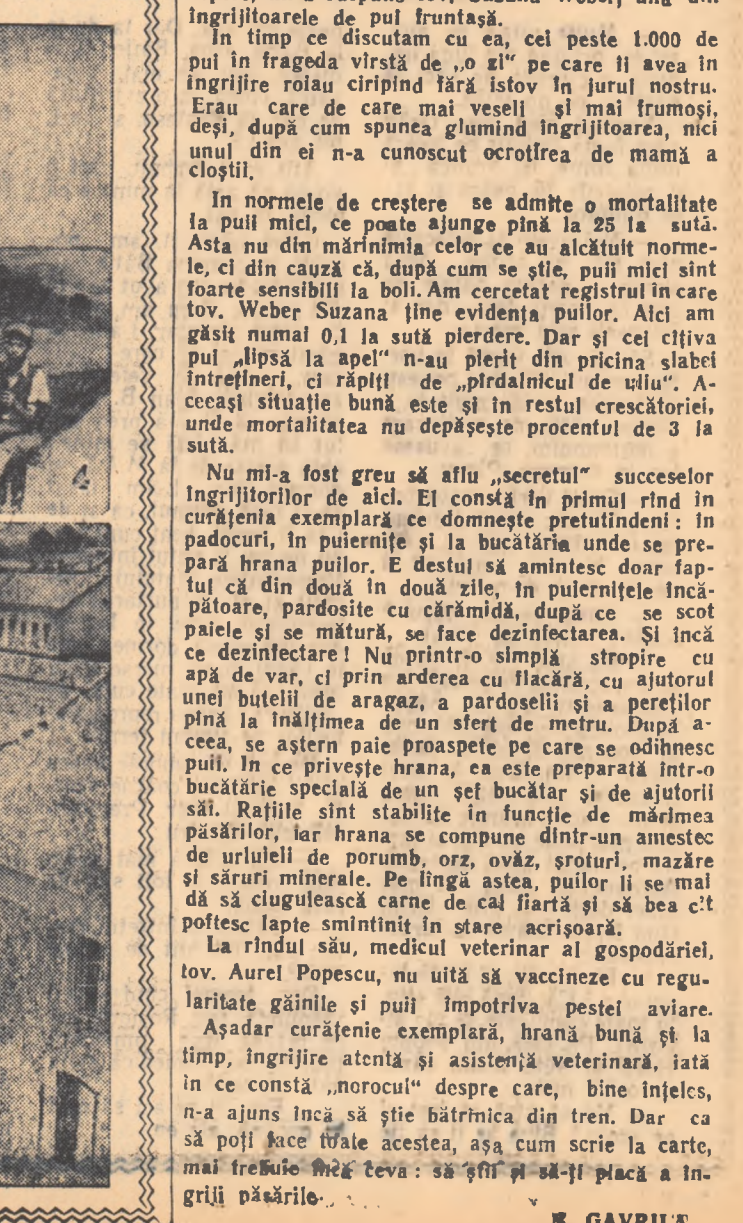 îngrijitoarele de pui fruntașă.
In timp ce discutam cu ea, cei peste 1.000 de
pui în frageda vîrstă de „o zi“ pe care îi avea în
îngrijire roiau ciripind fără istov în jurul nostru.
Erau care de care mai veseli și mai frumoși,
deși, după cum spunea glumind îngrijitoarea, nici
unul din ei n-a cunoscut ocrotirea de mamă a
cloștii.
In normele de creștere se admite o mortalitate
la puii mici, ce poate ajunge pînă la 25 la sută.
Asta nu din mărinimia celor ce au alcătuit norme-
le, ci din cauză că, după cum se știe, puii mici sînt
foarte sensibili la boli. Am cercetat registrul în care
tov. Weber Suzana ține evidența puilor. Aici am
găsit numai 0,1 la sută pierdere. Dar și cei cîțiva
pui „lipsă la apel“ n-au pierit din pricina slabei
întrețineri, ci răpiți de „pîrdalnicul de uliu“. A-
ceeași situație bună este și în restul crescătoriei,
unde mortalitatea nu depășește procentul de 3 la
sută.
Nu mi-a fost greu să aflu „secretul“ succeselor
îngrijitorilor de aici. El constă în primul rînd în
curățenia exemplară ce domnește pretutindeni: în
padocuri, în puiernițe și la bucătăria unde se pre-
pară hrana puilor. E destul să amintesc doar fap-
tul că din două în două zile, în puiernițele încă-
pătoare, pardosite cu cărămidă, după ce se scot
paiele și se mătură, se face dezinfectarea. Și încă
ce dezinfectare! Nu printr-o simplă stropire cu
apă de var, ci prin arderea cu flacără, cu ajutorul
unei butelii de aragaz, a pardoselii și a pereților
pînă la înălțimea de un sfert de metru. După a-
ceea, se aștern paie proaspete pe care se odihnesc
puii. In ce privește hrana, ea este preparată într-o
bucătărie specială de un șef bucătar și de ajutorii
săi. Rațiile sînt stabilite în funcție de mărimea
păsărilor, iar hrana se compune dintr-un amestec
de uruieli de porumb, orz, ovăz, șroturi, mazăre
și săruri minerale. Pe lîngă astea, puilor li se mai
dă să ciugulească carne de cal fiartă și să bea cît
poftesc lapte smîntînit în stare acrișoară.
La rîndul său, medicul veterinar al gospodăriei,
tov. Aurel Popescu, nu uită să vaccineze cu regu-
laritate găinile și puii împotriva pestei aviare.
Așadar curățenie exemplară, hrană bună și la
timp, îngrijire atentă și asistență veterinară, iată
în ce constă „norocul“ despre care, bine înțeles,
n-a ajuns încă să știe bătrînica din tren. Dar ca
să poți face toate acestea, așa cum scrie la carte,
mai trebuie încă ceva: să știi și să-ți placă a în-
griji păsările.
GAVRILĂ
4